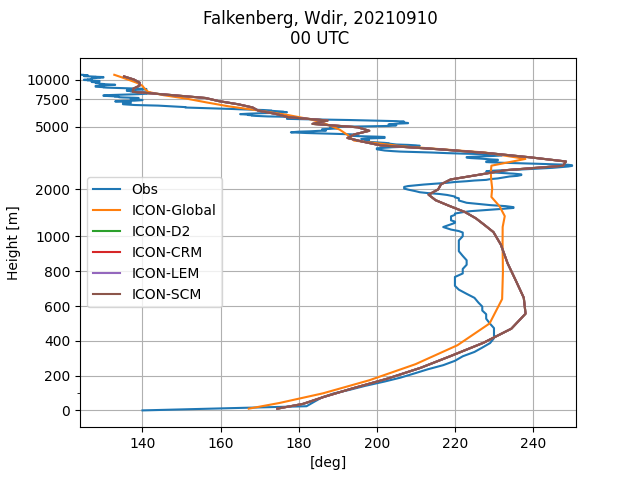 Falkenberg, Wdir, 20210910
00 UTC
10000
7500
5000
2000
1000
800
600
400
200
0
Height [m]
Obs
ICON-Global
ICON-D2
ICON-CRM
ICON-LEM
ICON-SCM
140 160 180 200 220 240
[deg]